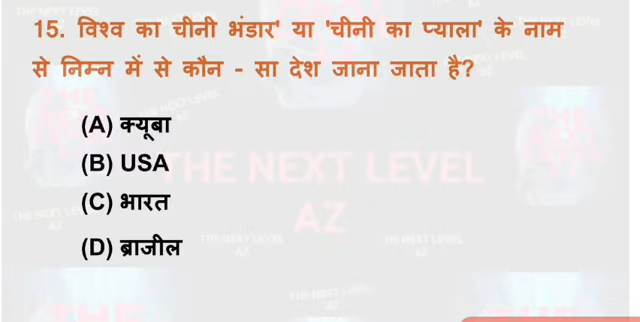 15. विश्व का चीनी भंडार' या 'चीनी का प्याला' के नाम
से निम्न में से कौन - सा देश जाना जाता है?
(A) क्यूबा
(B) USA
THE NEXT LEVEL
(C) भारत
AZ
(D) ब्राजील